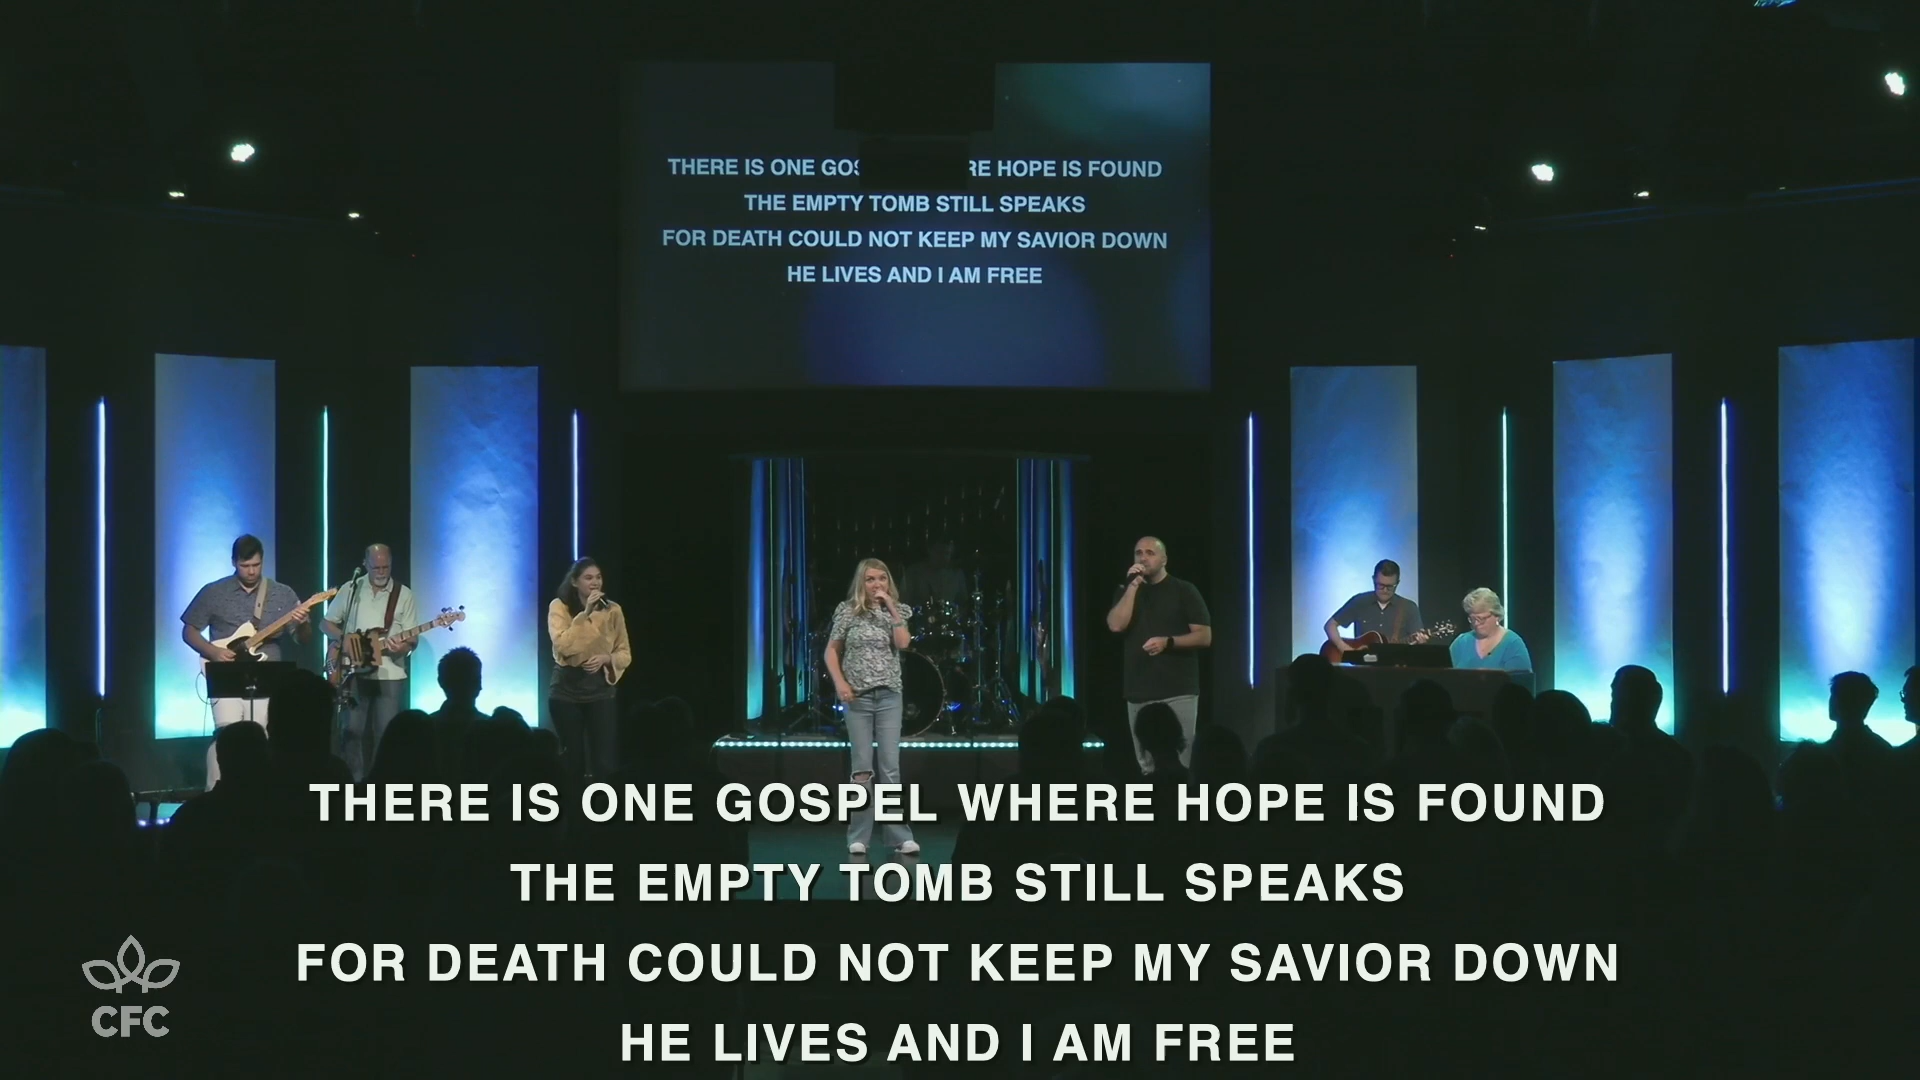 THERE IS ONE GOS RE HOPE IS FOUND
THE EMPTY TOMB STILL SPEAKS
FOR DEATH COULD NOT KEEP MY SAVIOR DOWN
HE LIVES AND I AM FREE
THERE IS ONE GOSPEL WHERE HOPE IS FOUND
THE EMPTY TOMB STILL SPEAKS
FOR DEATH COULD NOT KEEP MY SAVIOR DOWN
HE LIVES AND I AM FREE
CFC